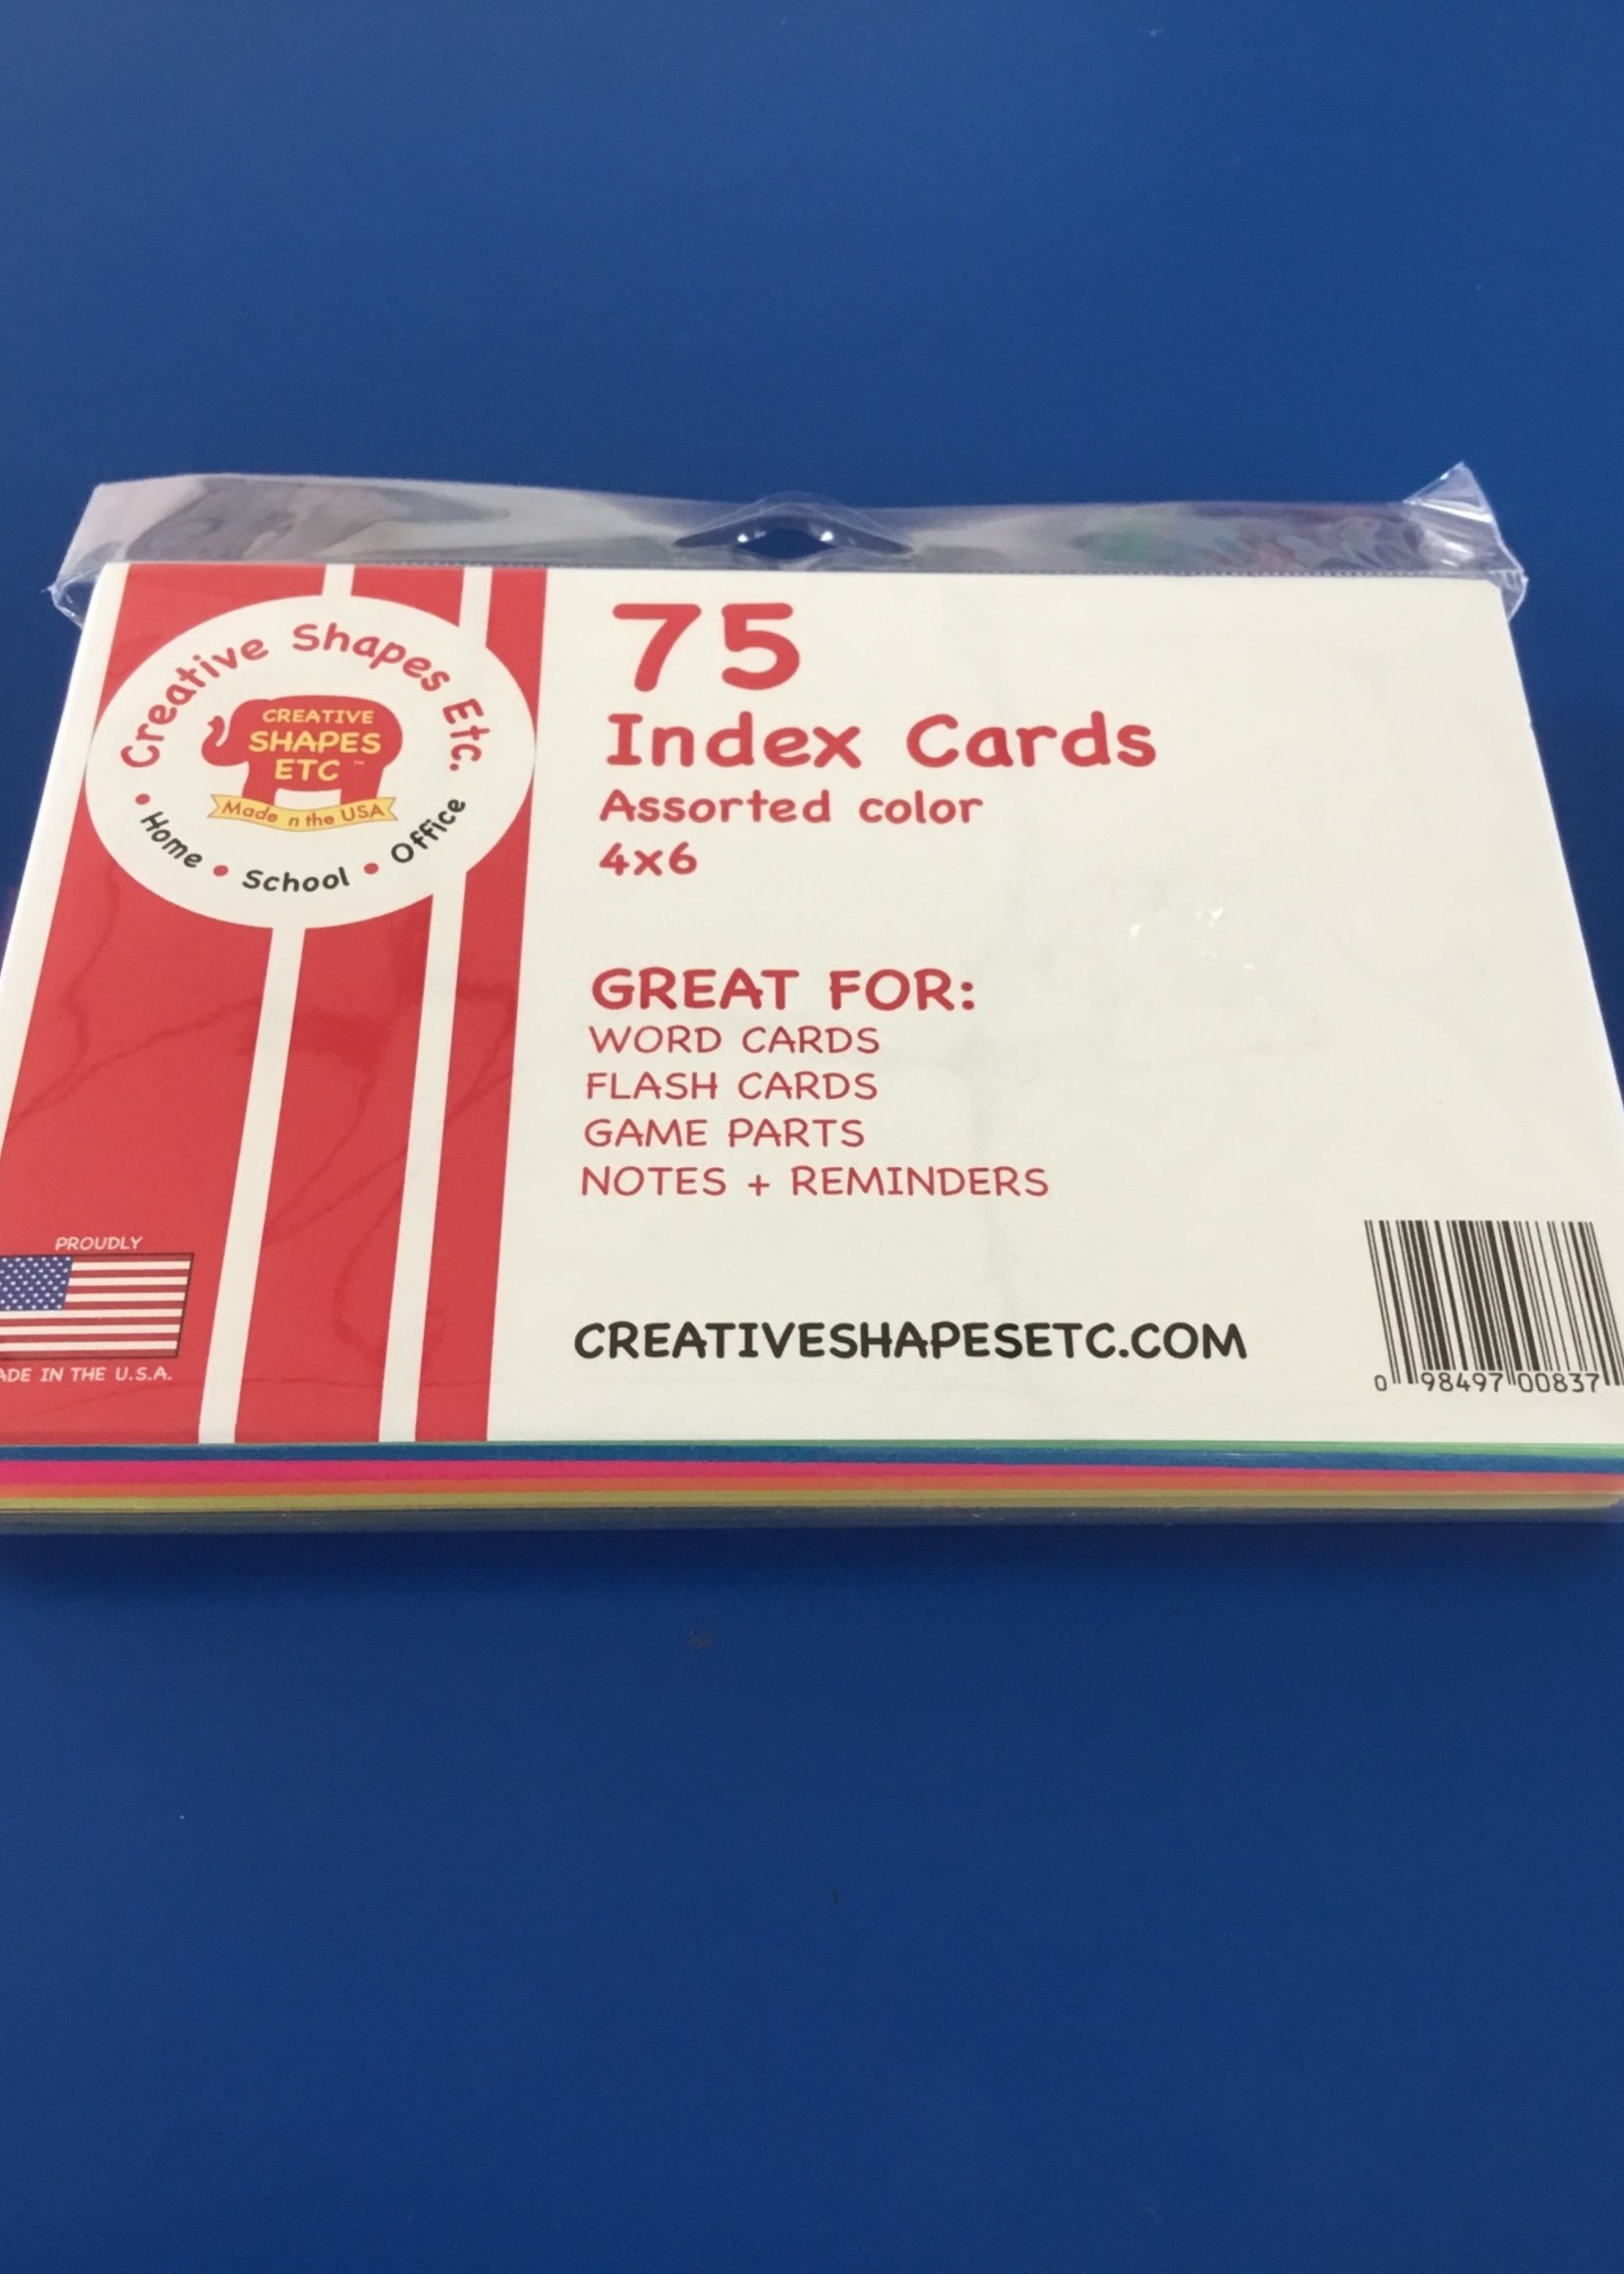 Creative Shapes Etc.
CREATIVE
SHAPES
ETC ™
Made n the USA
• Home • School • Office
75
Index Cards
Assorted color
4x6
GREAT FOR:
WORD CARDS
FLASH CARDS
GAME PARTS
NOTES + REMINDERS
PROUDLY
ADE IN THE U.S.A.
CREATIVESHAPESETC.COM
0 98497 00837